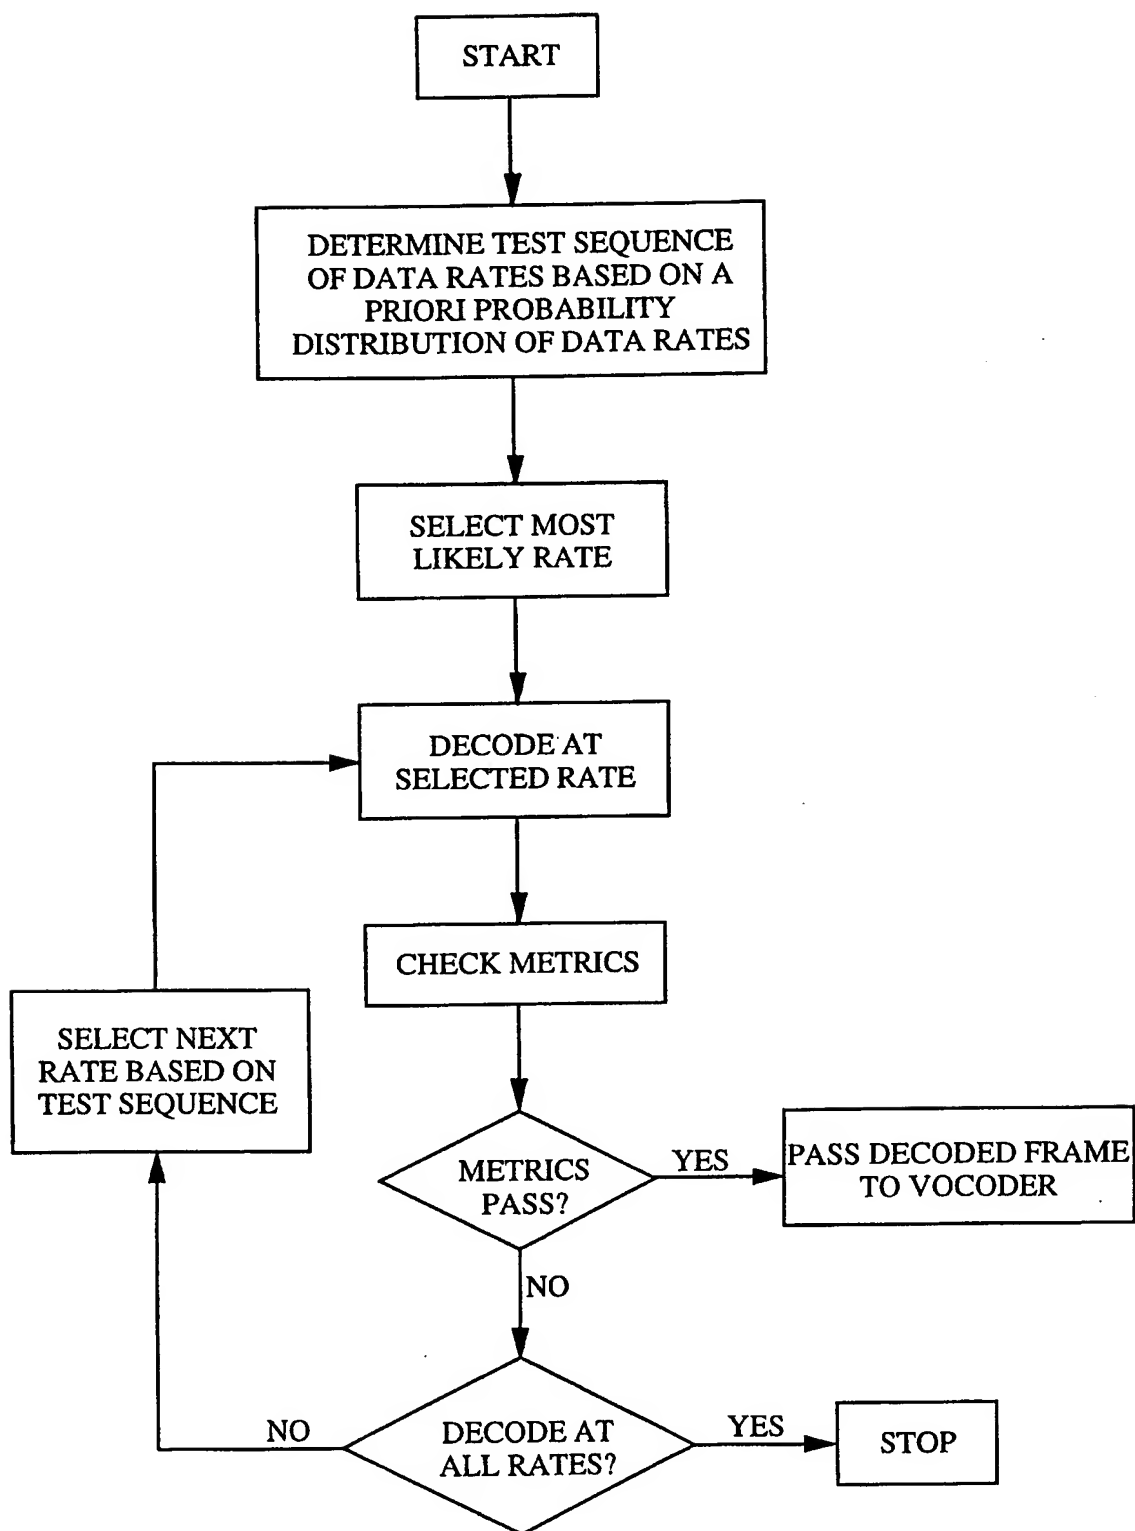 START
DETERMINE TEST SEQUENCE
OF DATA RATES BASED ON A
PRIORI PROBABILITY
DISTRIBUTION OF DATA RATES
SELECT MOST
LIKELY RATE
DECODE AT
SELECTED RATE
CHECK METRICS
SELECT NEXT
RATE BASED ON
TEST SEQUENCE
METRICS
PASS?
YES
PASS DECODED FRAME
TO VOCODER
NO
DECODE AT
ALL RATES?
NO
YES
STOP